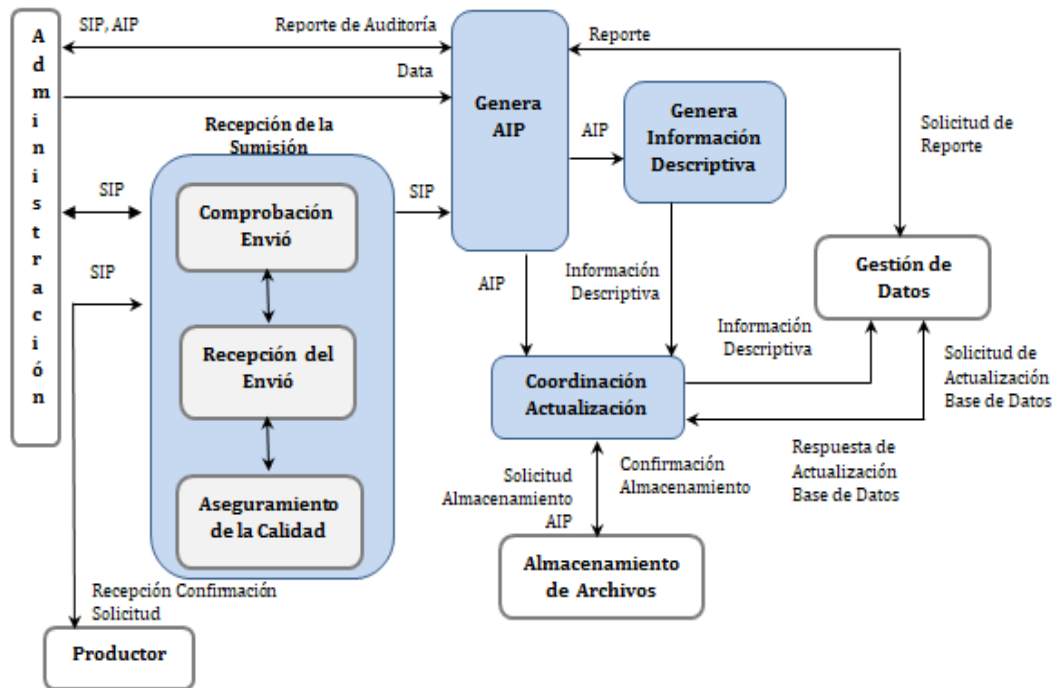 A
d
m
i
n
i
s
t
r
a
c
i
ó
n
SIP, AIP
Reporte de Auditoría
Data
Recepción de la
Sumisión
SIP
SIP
Comprobación
Envió
Recepción del
Envió
Aseguramiento
de la Calidad
SIP
Genera
AIP
AIP
Genera
Información
Descriptiva
Reporte
Solicitud de
Reporte
AIP
Información
Descriptiva
Gestión de
Datos
Información
Descriptiva
Solicitud de
Actualización
Base de Datos
Coordinación
Actualización
Respuesta de
Actualización
Base de Datos
Solicitud
Almacenamiento
AIP
Confirmación
Almacenamiento
Almacenamiento
de Archivos
Recepción Confirmación
Solicitud
Productor